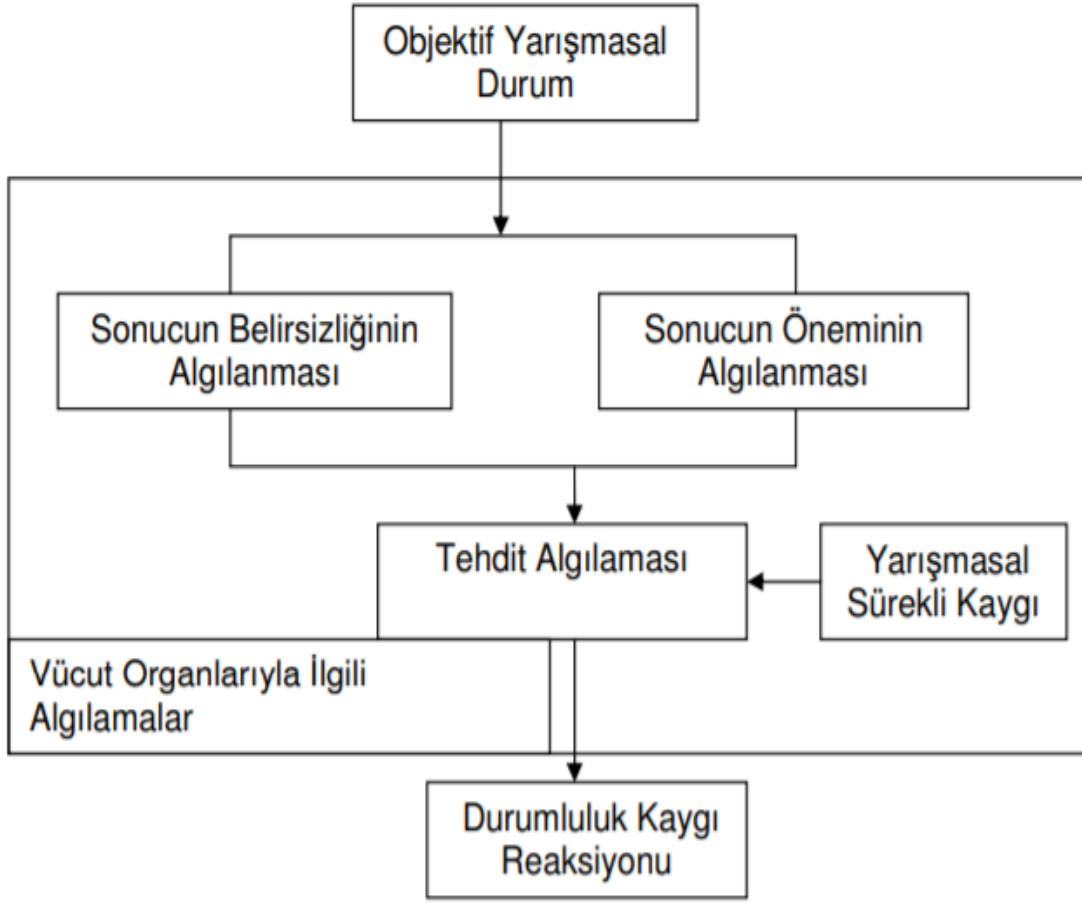 Objektif Yarışmasal
Durum
Sonucun Belirsizliğinin
Algılanması
Sonucun Öneminin
Algılanması
Tehdit Algılaması
Yarışmasal
Sürekli Kaygı
Vücut Organlarıyla İlgili
Algılamalar
Durumluluk Kaygı
Reaksiyonu